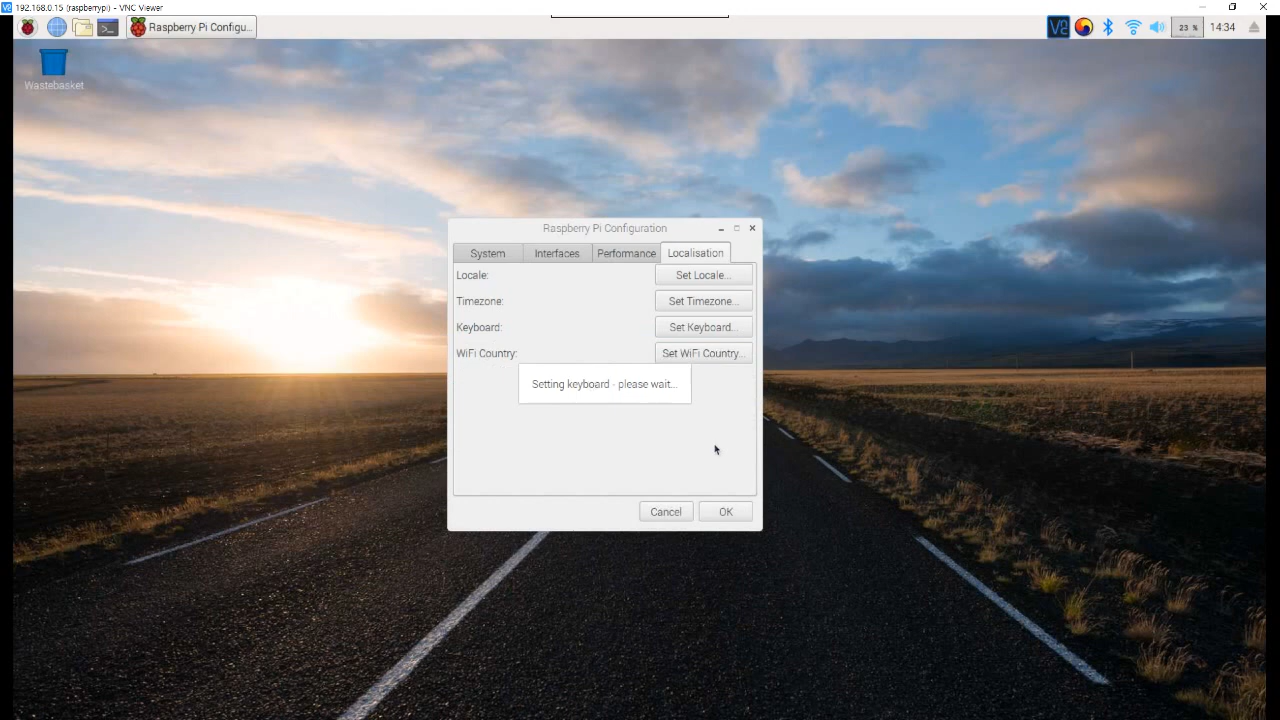 192.168.0.15 (raspberrypi) - VNC Viewer
Raspberry Pi Configu...
23 %
14:34
Wastebasket
Raspberry Pi Configuration
System
Interfaces
Performance
Localisation
Locale:
Set Locale...
Timezone:
Set Timezone...
Keyboard:
Set Keyboard...
WiFi Country:
Set WiFi Country...
Setting keyboard - please wait...
Cancel
OK